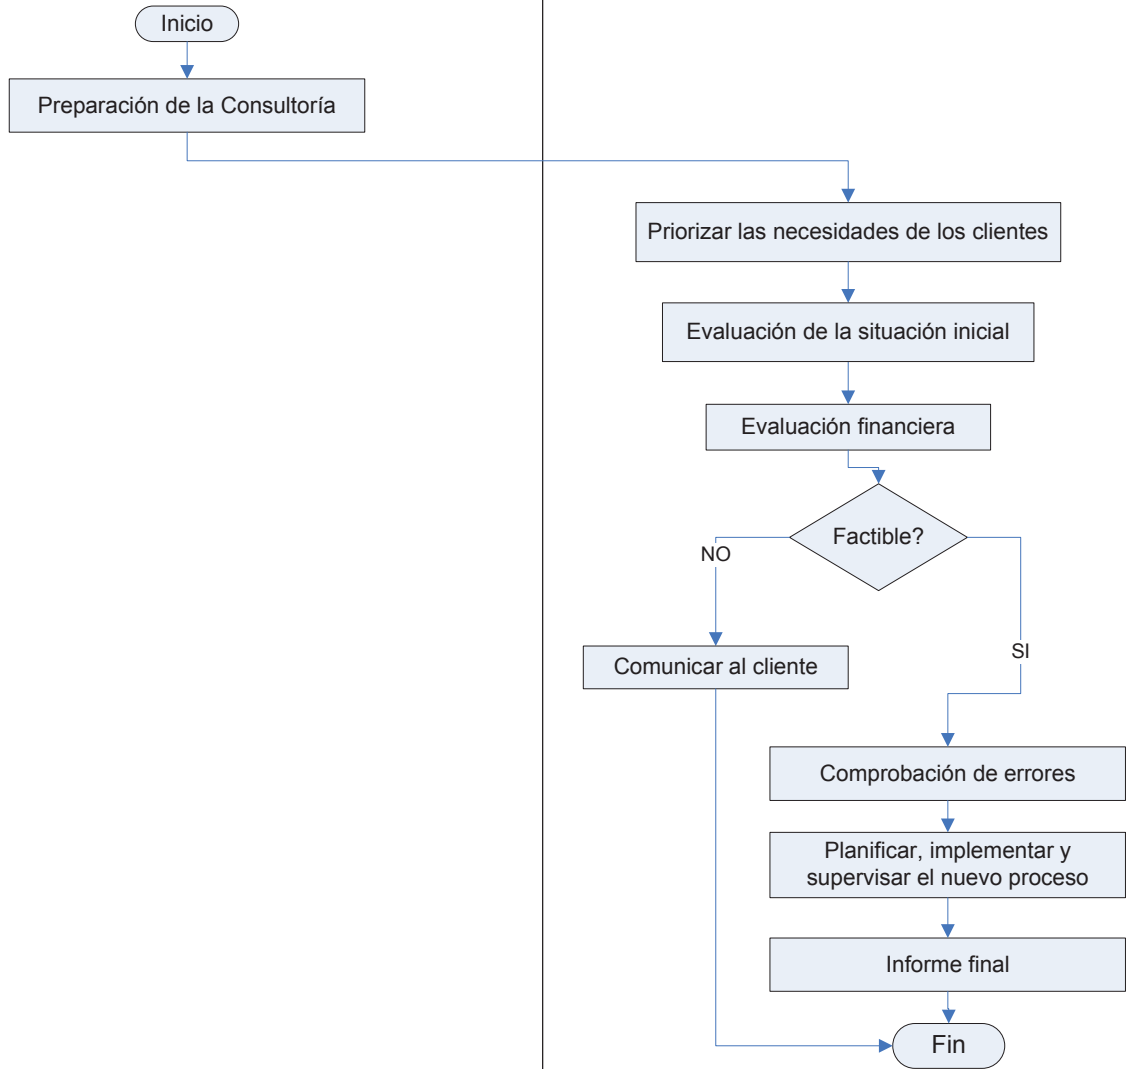 Inicio
Preparación de la Consultoría
Priorizar las necesidades de los clientes
Evaluación de la situación inicial
Evaluación financiera
Factible?
NO
SI
Comunicar al cliente
Comprobación de errores
Planificar, implementar y
supervisar el nuevo proceso
Informe final
Fin